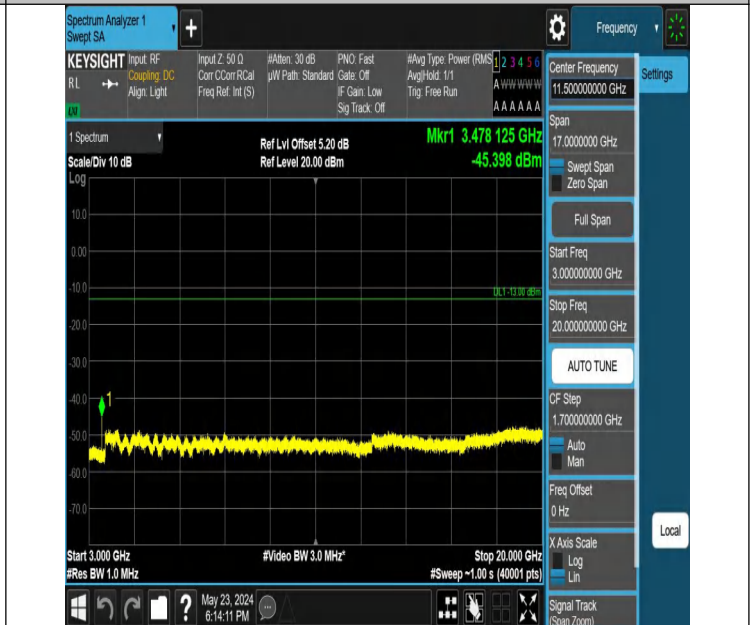 Spectrum Analyzer 1
Swept SA
+
Frequency
KEYSIGHT
RL
Input: RF
Coupling: DC
Align: Light
Input Z: 50 Ω
Corr CCorr RCal
Freq Ref: Int (S)
#Atten: 30 dB
µW Path: Standard
PNO: Fast
Gate: Off
IF Gain: Low
Sig Track: Off
#Avg Type: Power (RMS
Avg|Hold: 1/1
Trig: Free Run
1 2 3 4 5 6
A W W W W W
A A A A A A
1 Spectrum
Scale/Div 10 dB
Log
Ref Lvl Offset 5.20 dB
Ref Level 20.00 dBm
Mkr1 3.478 125 GHz
-45.398 dBm
10.0
0.00
-10.0
DL1 -13.00 dBm
-20.0
-30.0
-40.0
1
-50.0
-60.0
-70.0
Start 3.000 GHz
#Res BW 1.0 MHz
#Video BW 3.0 MHz*
Stop 20.000 GHz
#Sweep ~1.00 s (40001 pts)
?
May 23, 2024
6:14:11 PM
Center Frequency
11.500000000 GHz
Settings
Span
17.0000000 GHz
Swept Span
Zero Span
Full Span
Start Freq
3.000000000 GHz
Stop Freq
20.000000000 GHz
AUTO TUNE
CF Step
1.700000000 GHz
Auto
Man
Freq Offset
0 Hz
X Axis Scale
Log
Lin
Local
Signal Track
(Span Zoom)